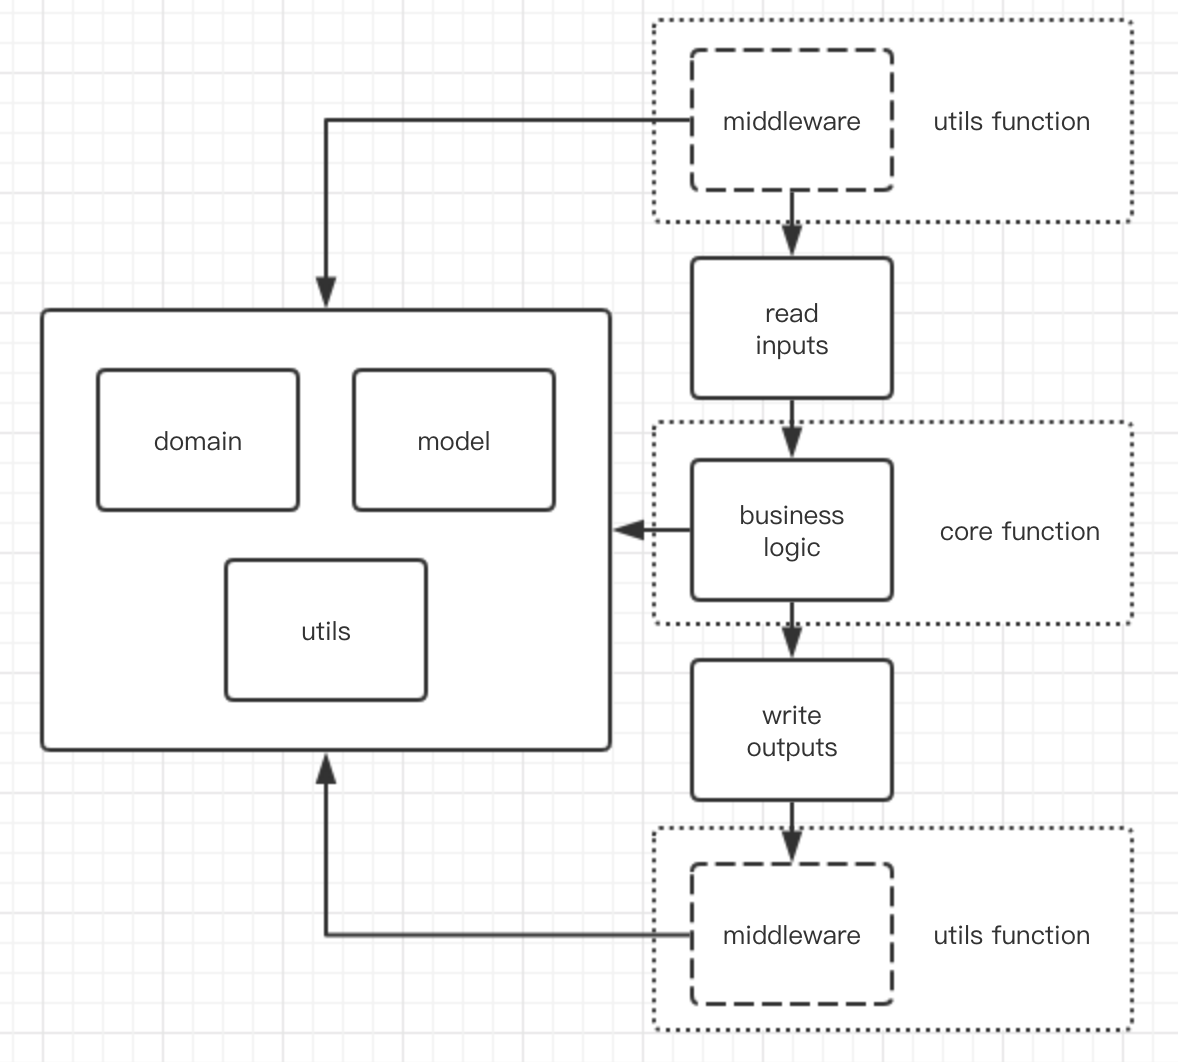 middleware
utils function
read
inputs
domain
model
business
logic
core function
utils
write
outputs
middleware
utils function